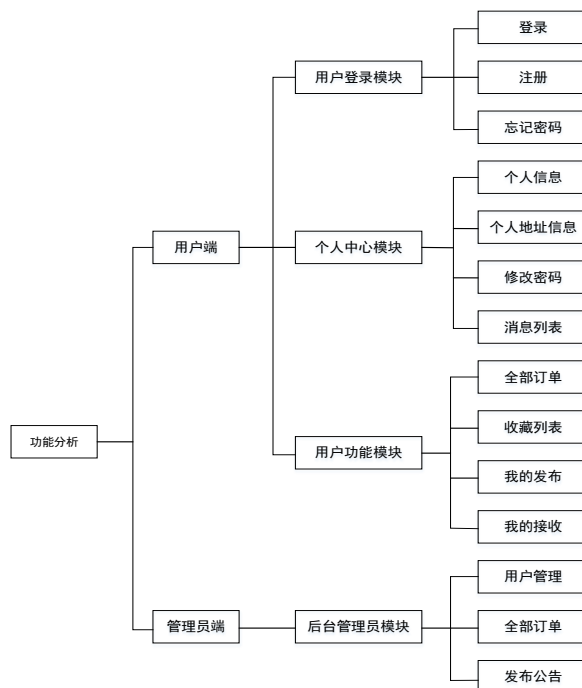 登录
用户登录模块
注册
忘记密码
个人信息
个人地址信息
用户端
个人中心模块
修改密码
消息列表
全部订单
收藏列表
功能分析
用户功能模块
我的发布
我的接收
用户管理
管理员端
后台管理员模块
全部订单
发布公告